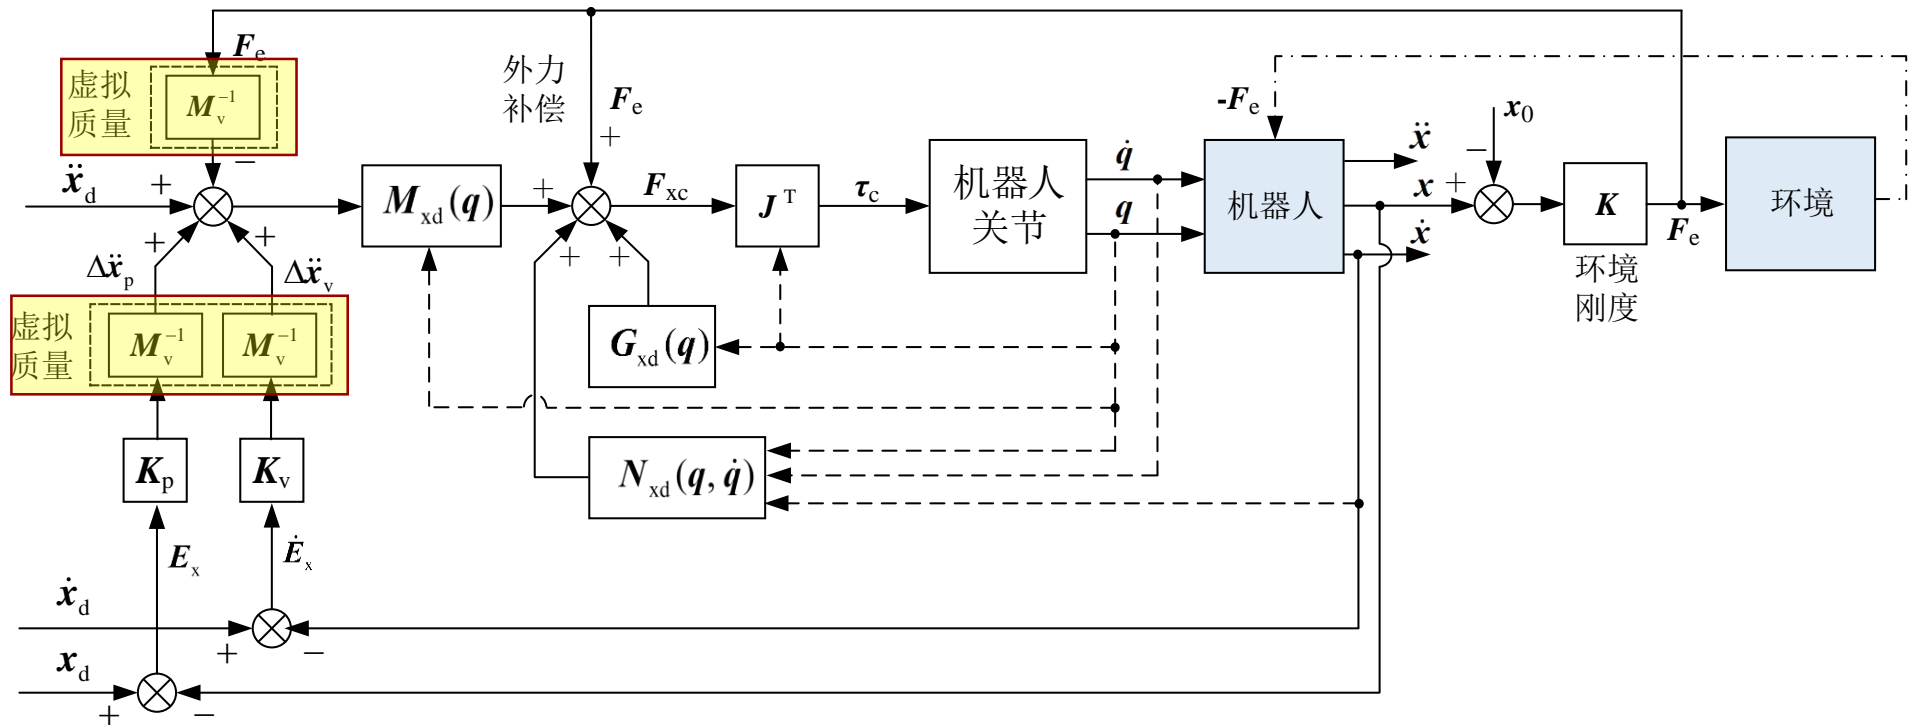 F_e
虚拟
质量
M_v^{-1}
−
外力
补偿
F_e
+
-F_e
x_0
−
ẍ_d
+
M_xd(q)
+
F_xc
J^T
τ_c
机器人
关节
q̇
q
机器人
ẍ
x
+
ẋ
K
F_e
环境
环境
刚度
+
+
Δẍ_p
Δẍ_v
+
+
虚拟
质量
M_v^{-1}
M_v^{-1}
G_xd(q)
K_p
K_v
N_xd(q, q̇)
E_x
Ė_x
ẋ_d
+
−
x_d
+
−